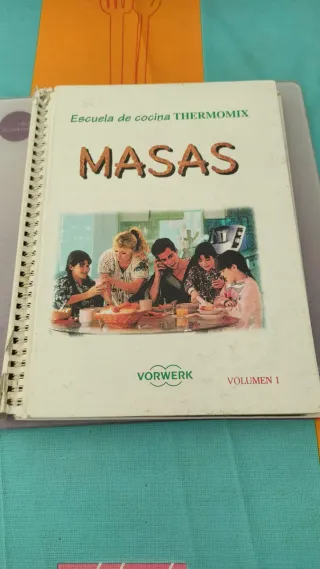 Escuela de cocina THERMOMIX
MASAS
VORWERK
VOLUMEN 1